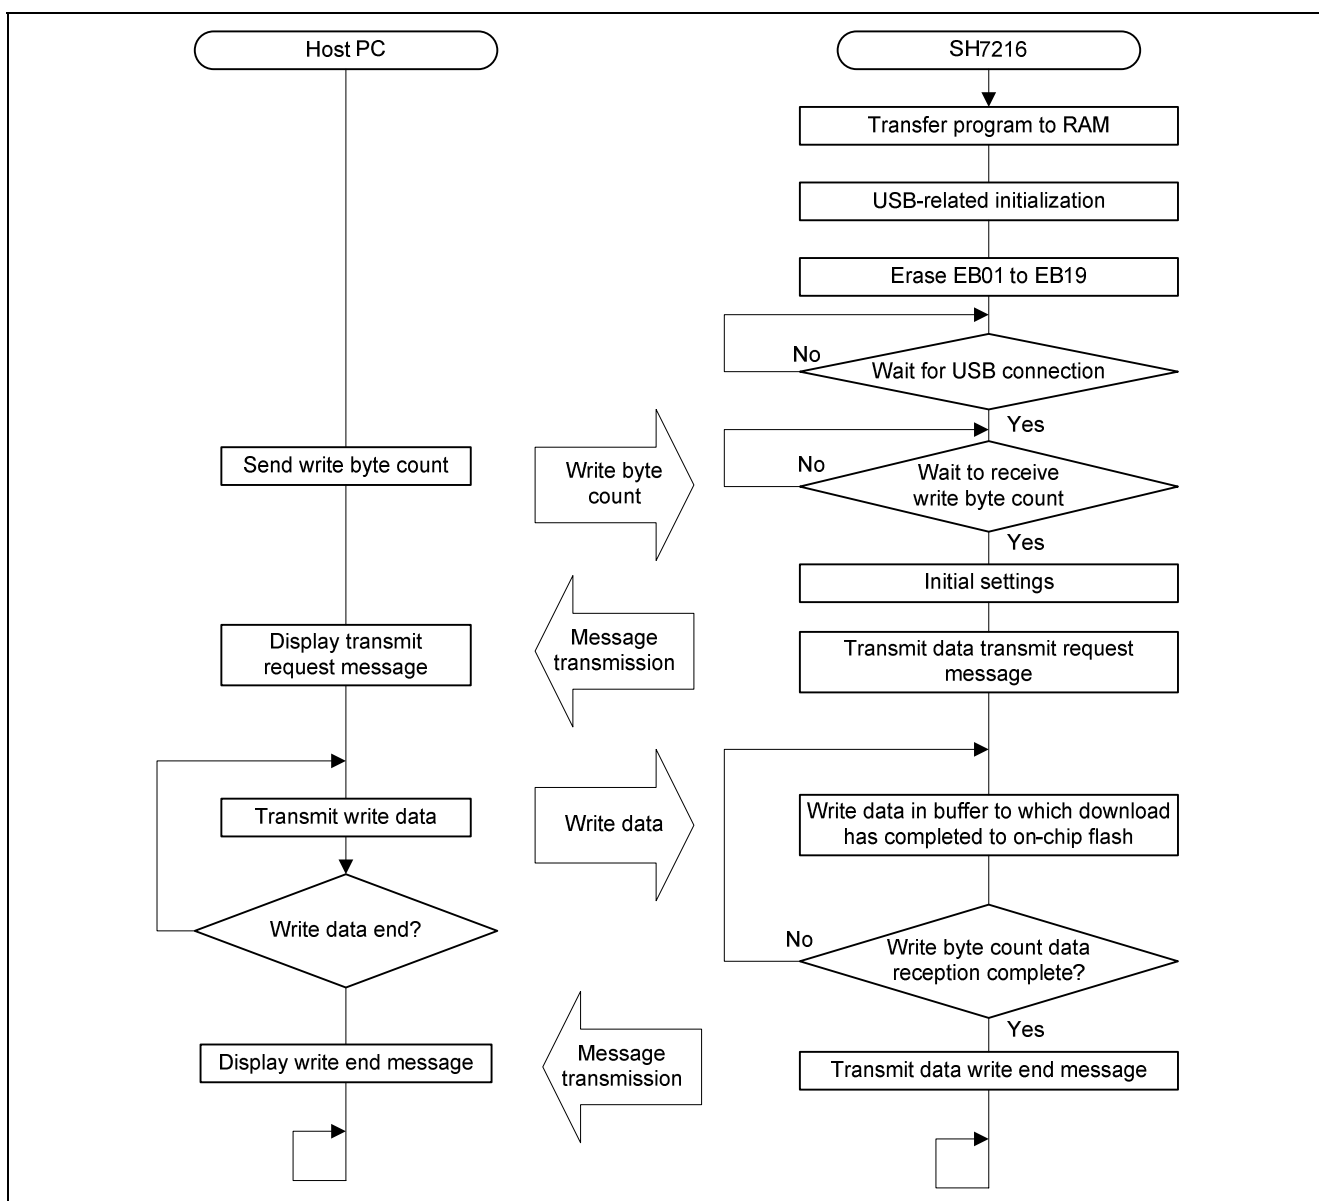 Host PC
SH7216
Transfer program to RAM
USB-related initialization
Erase EB01 to EB19
No
Wait for USB connection
Yes
Send write byte count
Write byte
count
No
Wait to receive
write byte count
Yes
Initial settings
Display transmit
request message
Message
transmission
Transmit data transmit request
message
Transmit write data
Write data
Write data in buffer to which download
has completed to on-chip flash
Write data end?
No
Write byte count data
reception complete?
Yes
Display write end message
Message
transmission
Transmit data write end message